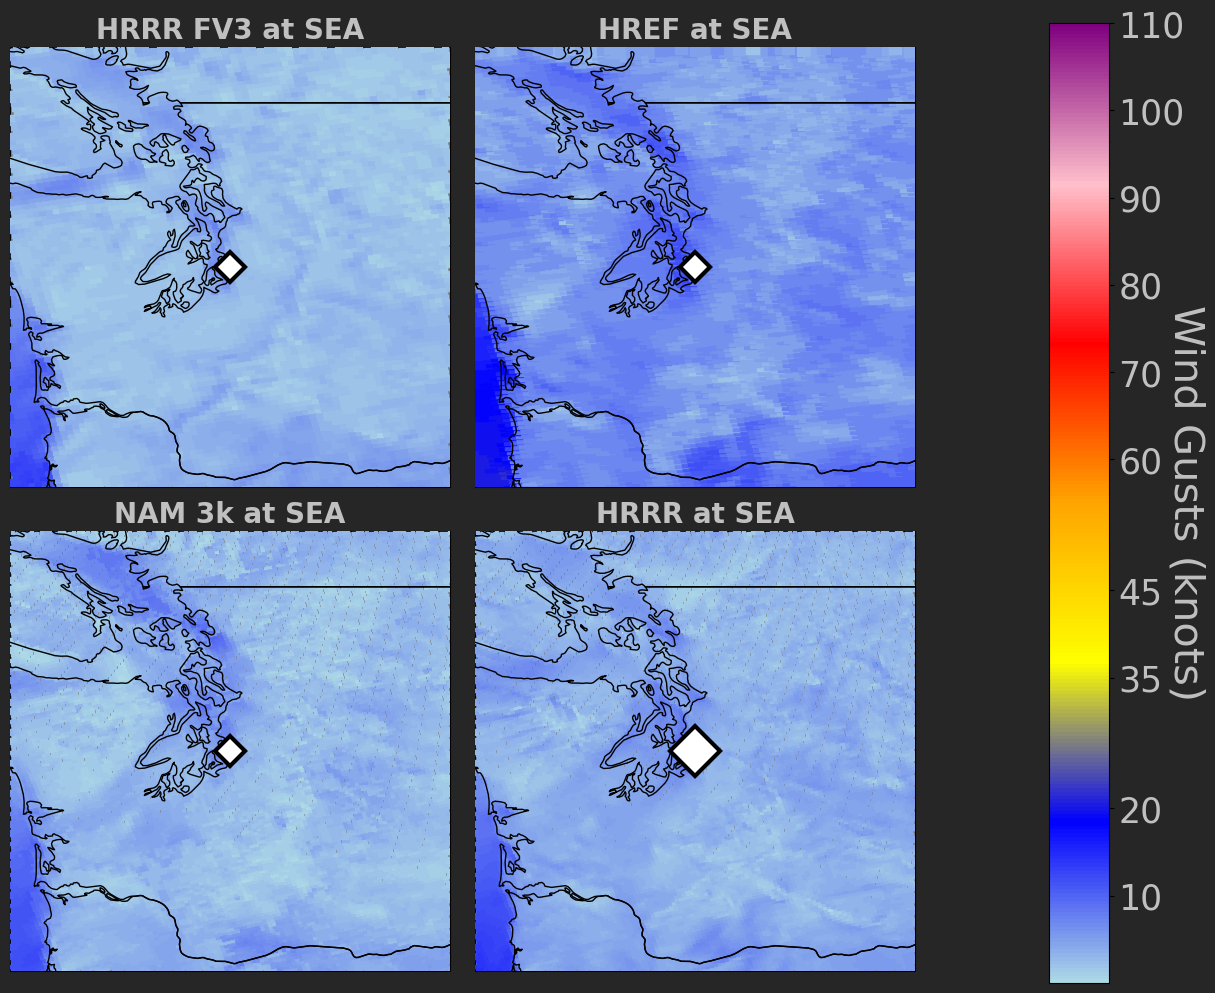 HRRR FV3 at SEA
HREF at SEA
NAM 3k at SEA
HRRR at SEA
110
100
90
80
70
60
45
35
20
10
Wind Gusts (knots)